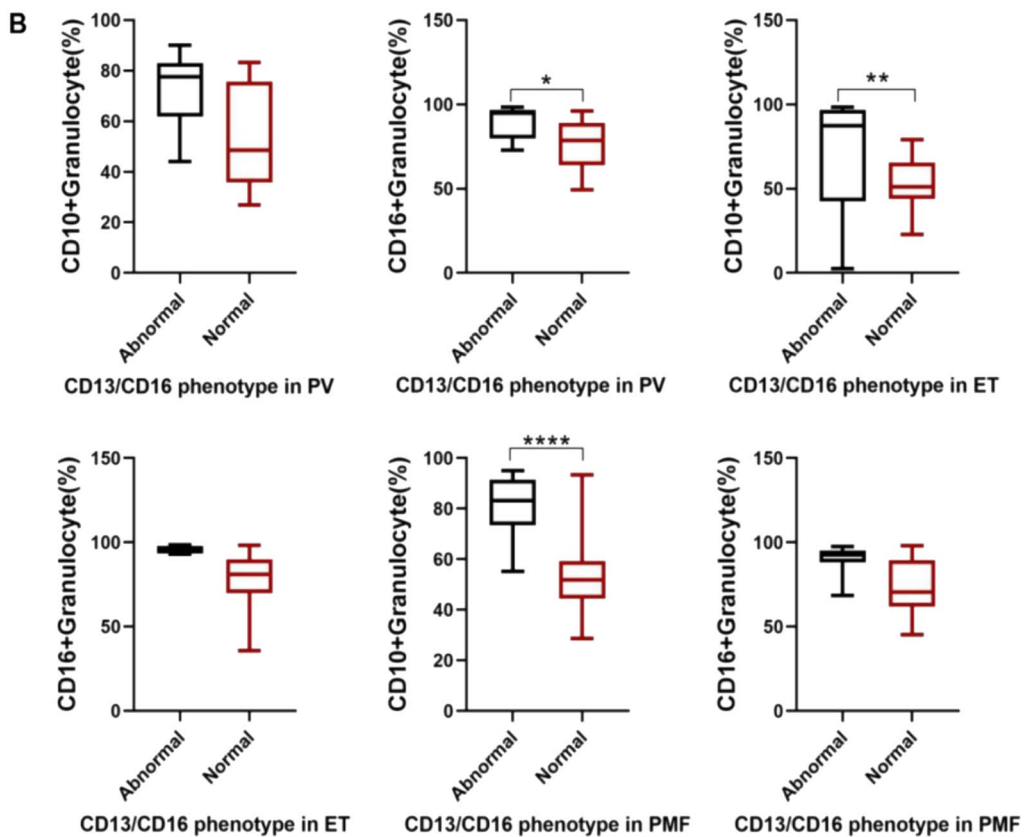 B
CD10+Granulocyte(%)
100
80
60
40
20
0
Abnormal
Normal
CD13/CD16 phenotype in PV
CD16+Granulocyte(%)
150
100
50
0
*
Abnormal
Normal
CD13/CD16 phenotype in PV
CD10+Granulocyte(%)
150
100
50
0
**
Abnormal
Normal
CD13/CD16 phenotype in ET
CD16+Granulocyte(%)
150
100
50
0
Abnormal
Normal
CD13/CD16 phenotype in ET
CD10+Granulocyte(%)
100
80
60
40
20
0
****
Abnormal
Normal
CD13/CD16 phenotype in PMF
CD16+Granulocyte(%)
150
100
50
0
Abnormal
Normal
CD13/CD16 phenotype in PMF